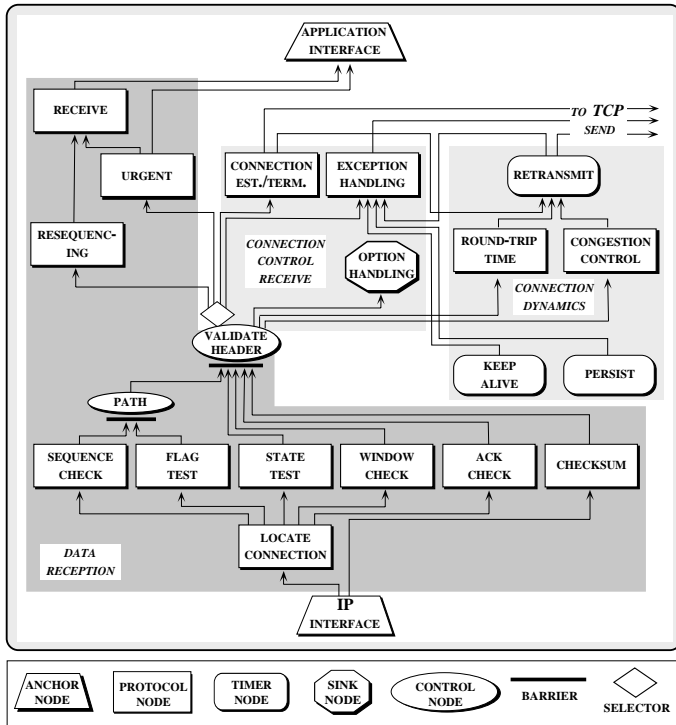 APPLICATION
INTERFACE
RECEIVE
TO TCP
SEND
URGENT
CONNECTION
EST./TERM.
EXCEPTION
HANDLING
RETRANSMIT
RESEQUENC-
ING
CONNECTION
CONTROL
RECEIVE
OPTION
HANDLING
ROUND-TRIP
TIME
CONGESTION
CONTROL
CONNECTION
DYNAMICS
VALIDATE
HEADER
KEEP
ALIVE
PERSIST
PATH
SEQUENCE
CHECK
FLAG
TEST
STATE
TEST
WINDOW
CHECK
ACK
CHECK
CHECKSUM
LOCATE
CONNECTION
DATA
RECEPTION
IP
INTERFACE
ANCHOR
NODE
PROTOCOL
NODE
TIMER
NODE
SINK
NODE
CONTROL
NODE
BARRIER
SELECTOR